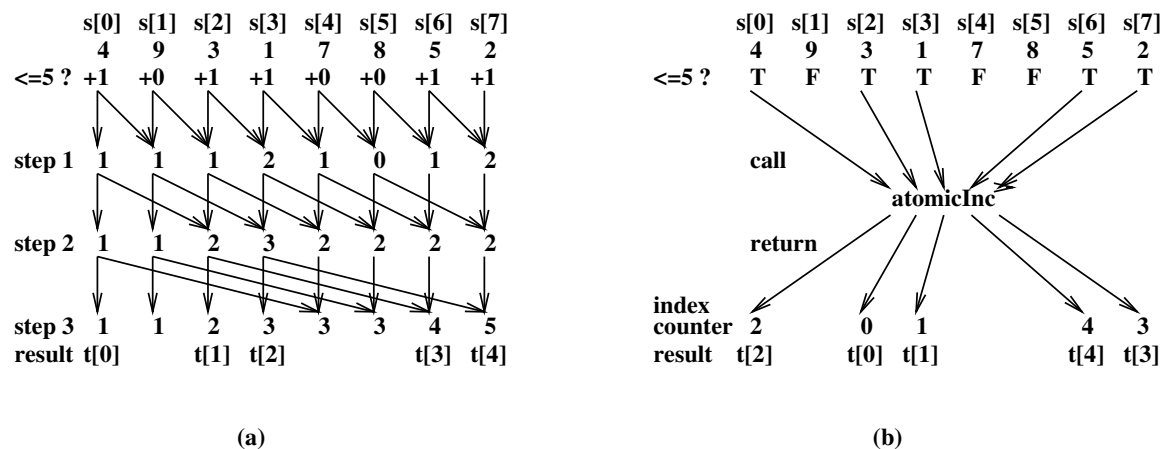 s[0] s[1] s[2] s[3] s[4] s[5] s[6] s[7]
4 9 3 1 7 8 5 2
<=5 ? +1 +0 +1 +1 +0 +0 +1 +1
step 1 1 1 1 2 1 0 1 2
step 2 1 1 2 3 2 2 2 2
step 3 1 1 2 3 3 3 4 5
result t[0] t[1] t[2] t[3] t[4]
(a)
s[0] s[1] s[2] s[3] s[4] s[5] s[6] s[7]
4 9 3 1 7 8 5 2
<=5 ? T F T T F F T T
call
atomicInc
return
index
counter 2 0 1 4 3
result t[2] t[0] t[1] t[4] t[3]
(b)